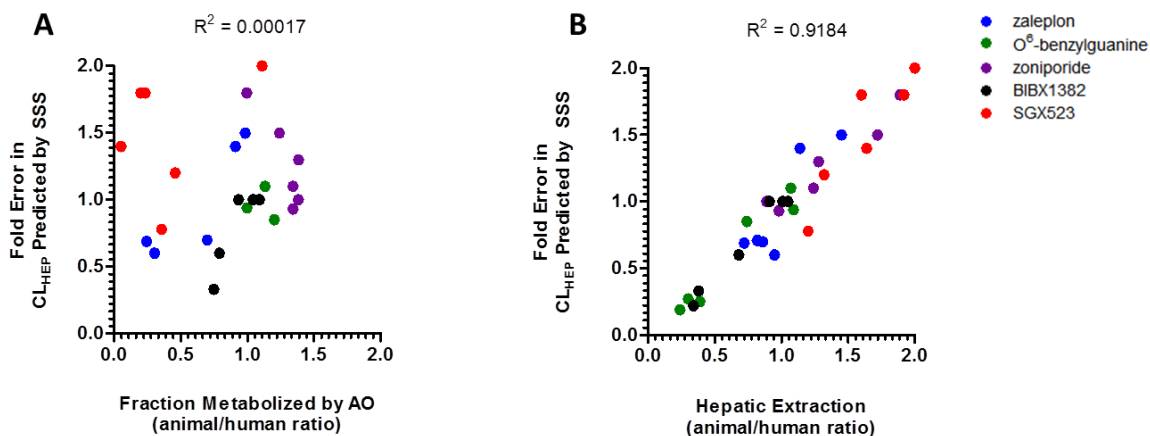 A
R² = 0.00017
Fold Error in
CL_HEP Predicted by SSS
2.0
1.5
1.0
0.5
0.0
0.0 0.5 1.0 1.5 2.0
Fraction Metabolized by AO
(animal/human ratio)
B
R² = 0.9184
Fold Error in
CL_HEP Predicted by SSS
2.0
1.5
1.0
0.5
0.0
0.0 0.5 1.0 1.5 2.0
Hepatic Extraction
(animal/human ratio)
zaleplon
O⁶-benzylguanine
zoniporide
BIBX1382
SGX523